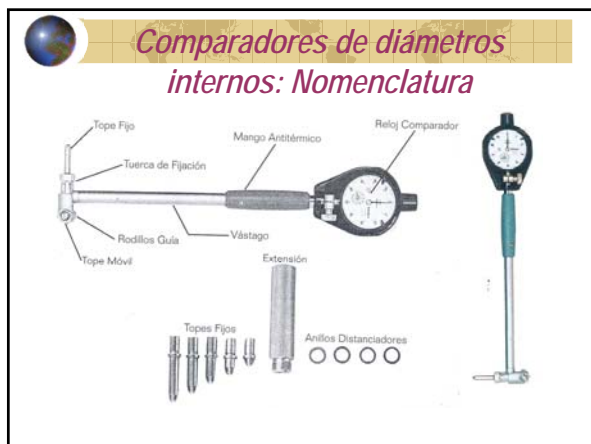 Comparadores de diámetros
internos: Nomenclatura
Tope Fijo
Mango Antitérmico
Reloj Comparador
Tuerca de Fijación
Rodillos Guía
Vástago
Tope Móvil
Extensión
Topes Fijos
Anillos Distanciadores